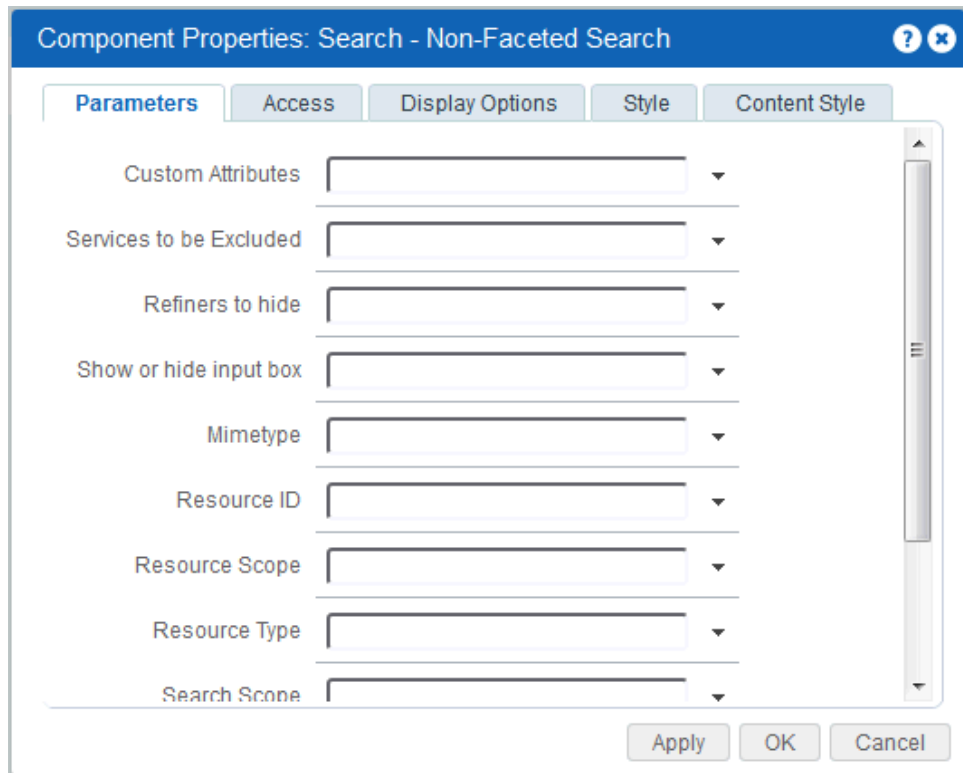 Component Properties: Search - Non-Faceted Search ?
Parameters Access Display Options Style Content Style
Custom Attributes
Services to be Excluded
Refiners to hide
Show or hide input box
Mimetype
Resource ID
Resource Scope
Resource Type
Search Scope
Apply OK Cancel